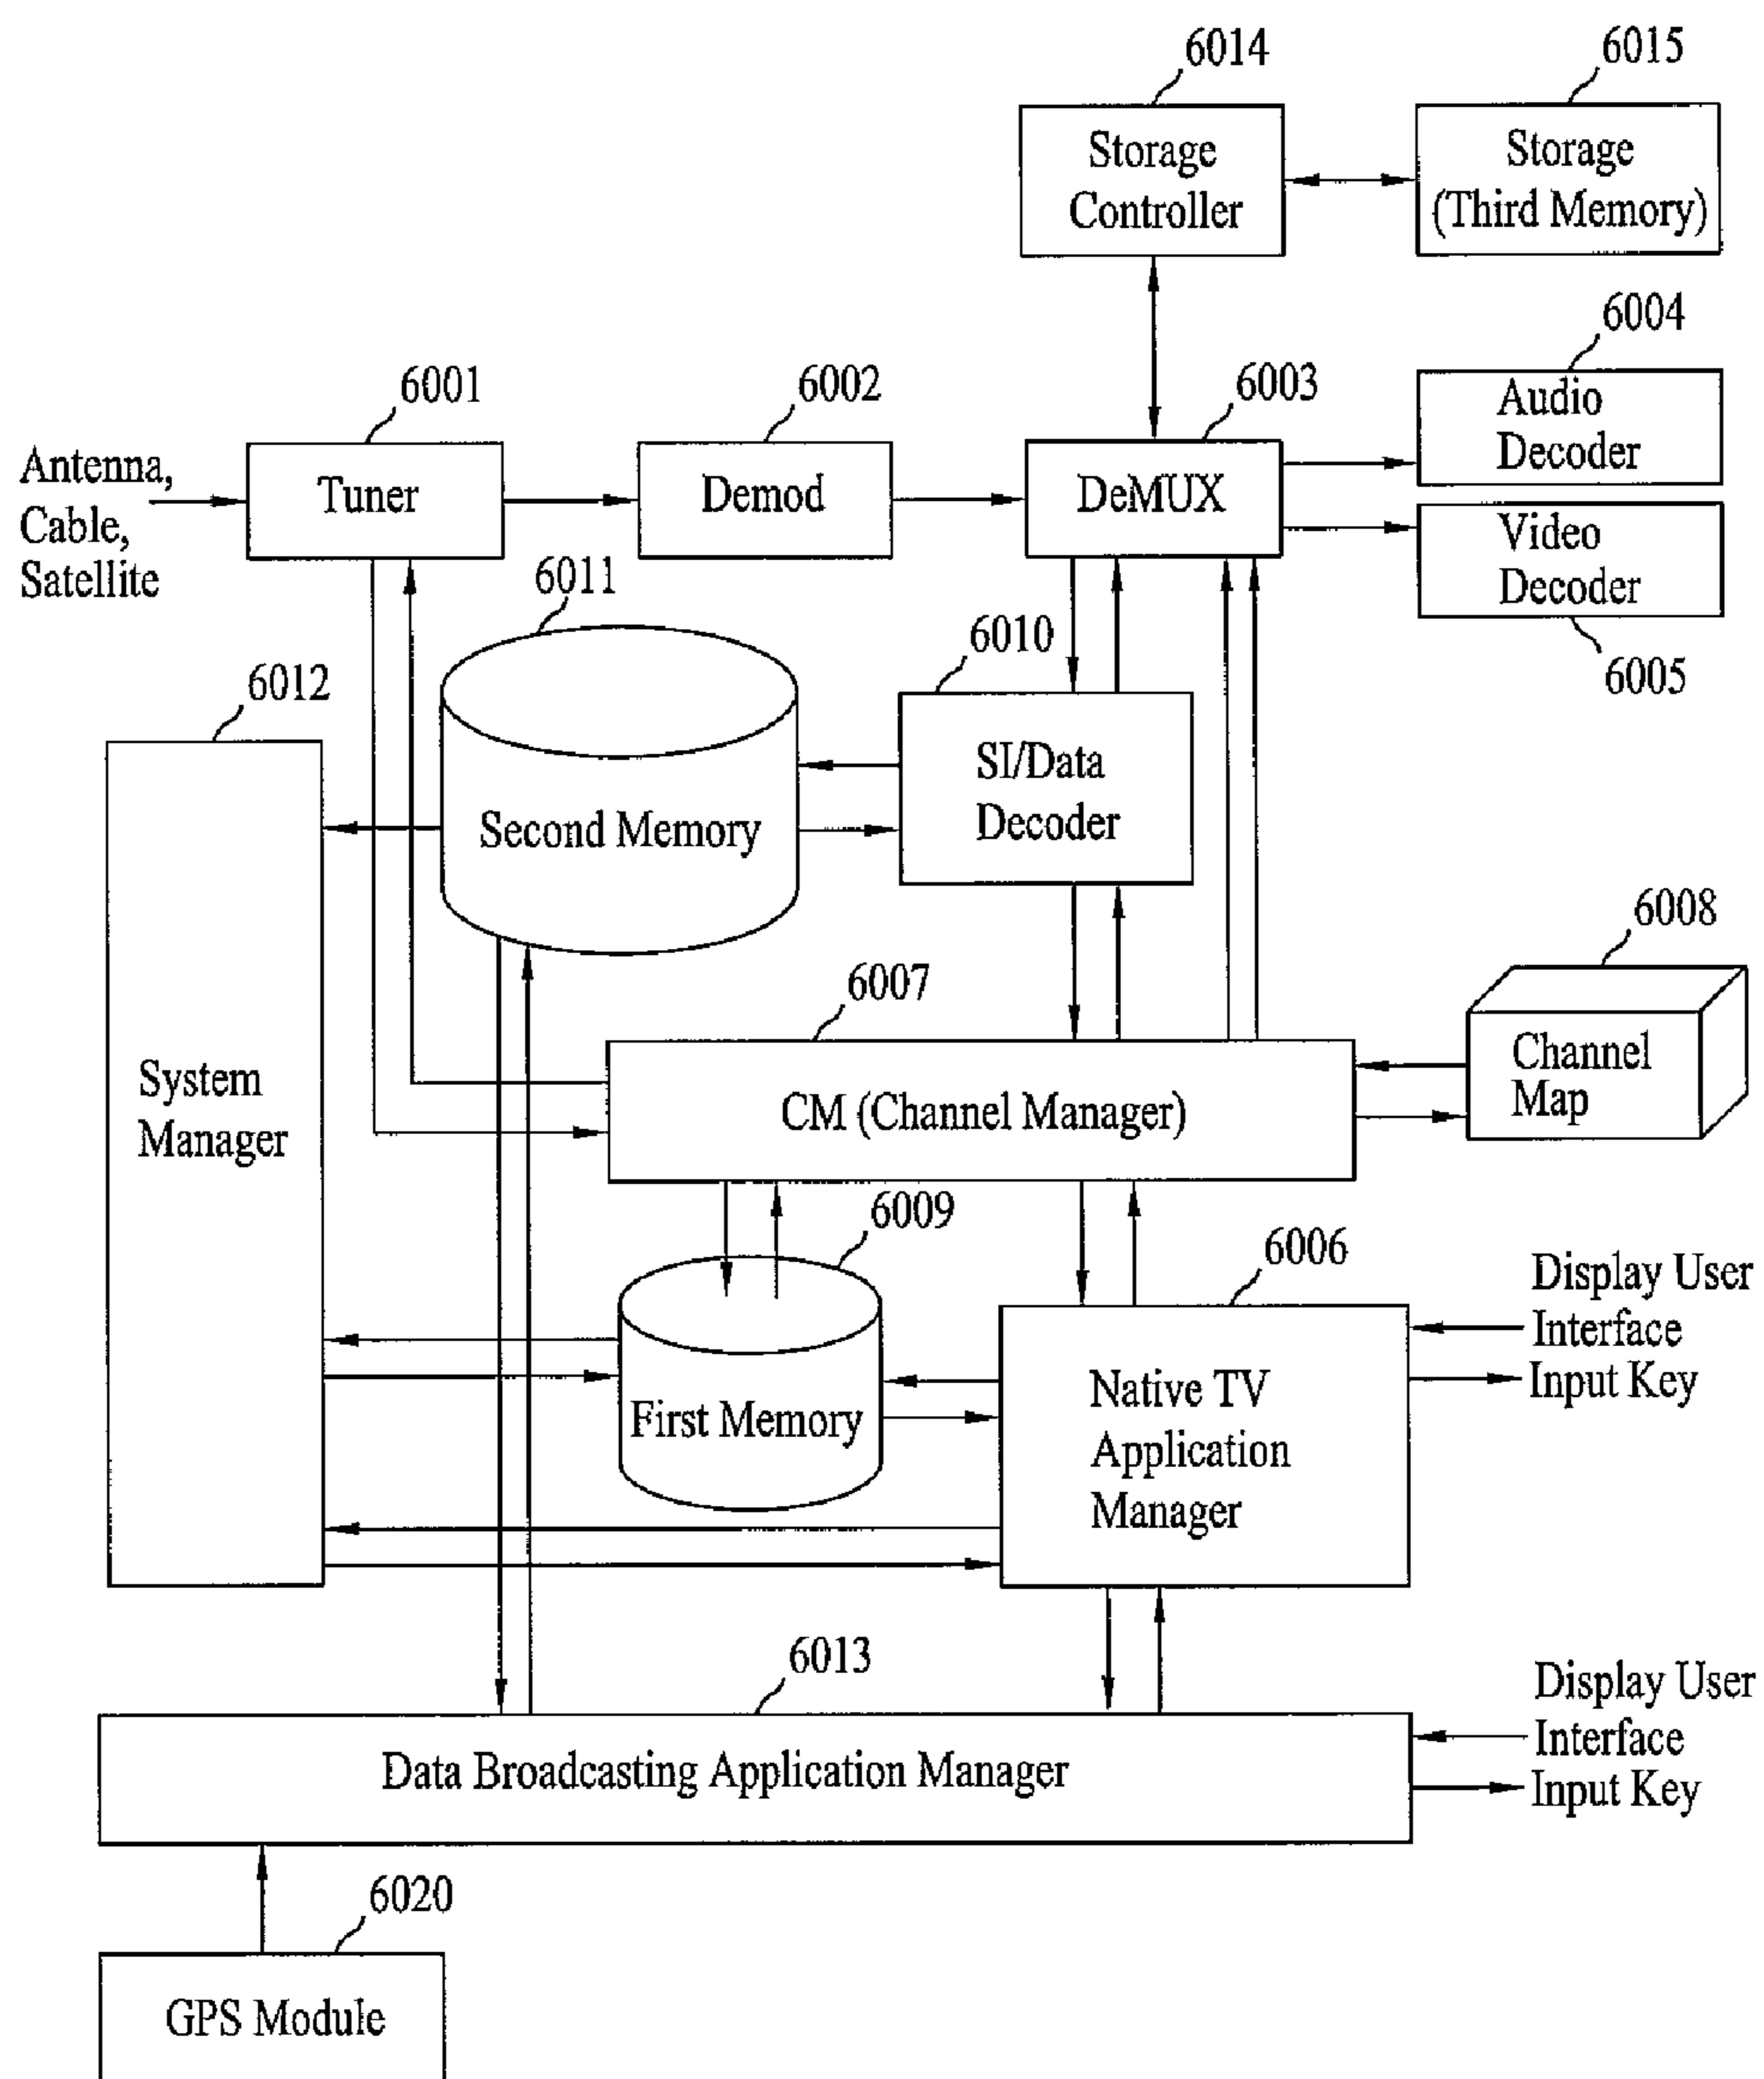 6014
6015
Storage
Controller
Storage
(Third Memory)
6004
6001
6002
6003
Audio
Decoder
Antenna,
Cable,
Satellite
Tuner
Demod
DeMUX
Video
Decoder
6011
6010
6005
6012
SI/Data
Decoder
Second Memory
6008
6007
Channel
Map
System
Manager
CM (Channel Manager)
6009
6006
Display User
Interface
Input Key
Native TV
Application
Manager
First Memory
6013
Display User
Interface
Input Key
Data Broadcasting Application Manager
6020
GPS Module